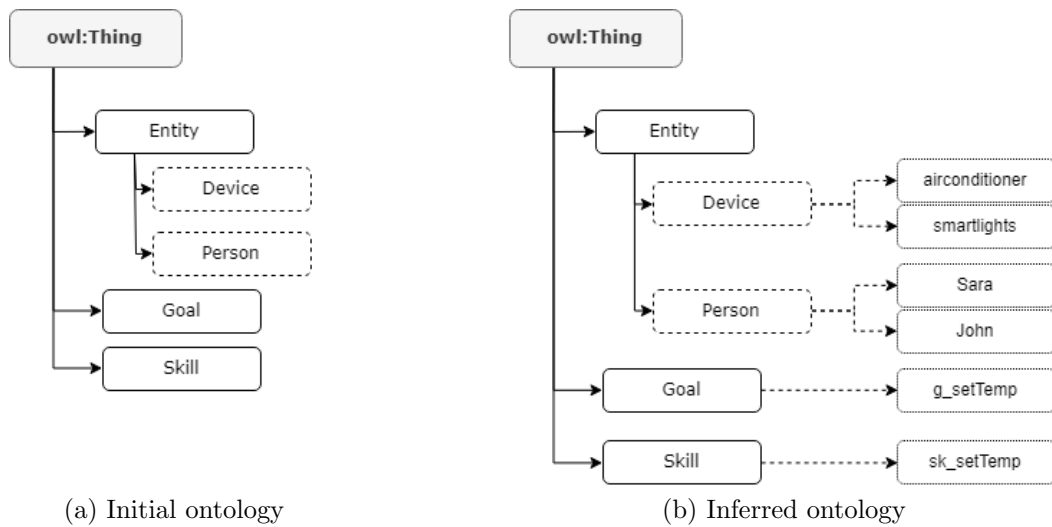 owl:Thing
Entity
Device
Person
Goal
Skill
(a) Initial ontology
owl:Thing
Entity
Device
airconditioner
smartlights
Person
Sara
John
Goal
g_setTemp
Skill
sk_setTemp
(b) Inferred ontology